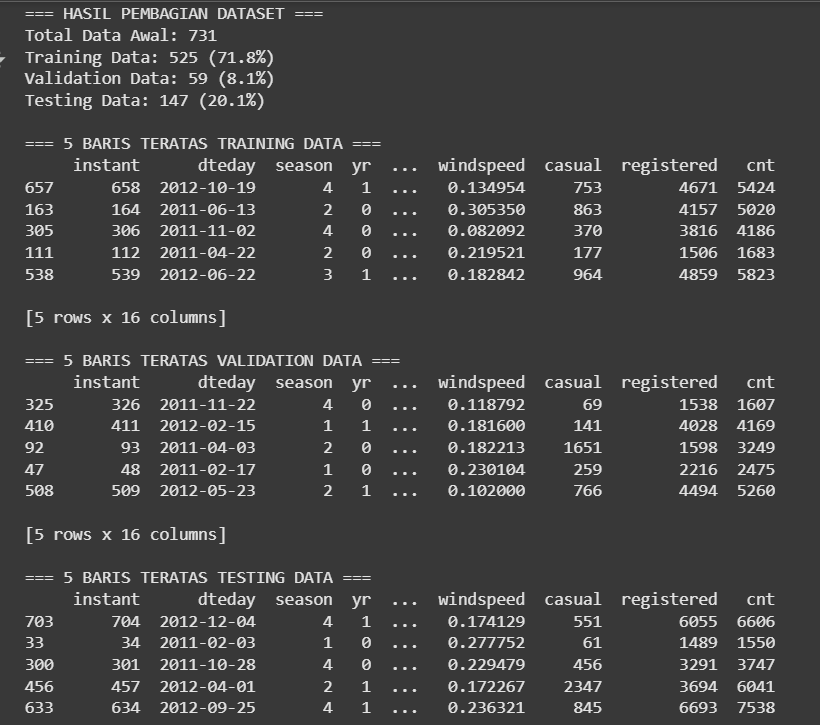 === HASIL PEMBAGIAN DATASET ===
Total Data Awal: 731
Training Data: 525 (71.8%)
Validation Data: 59 (8.1%)
Testing Data: 147 (20.1%)
=== 5 BARIS TERATAS TRAINING DATA ===
instant dteday season yr ... windspeed casual registered cnt
657 658 2012-10-19 4 1 ... 0.134954 753 4671 5424
163 164 2011-06-13 2 0 ... 0.305350 863 4157 5020
305 306 2011-11-02 4 0 ... 0.082092 370 3816 4186
111 112 2011-04-22 2 0 ... 0.219521 177 1506 1683
538 539 2012-06-22 3 1 ... 0.182842 964 4859 5823
[5 rows x 16 columns]
=== 5 BARIS TERATAS VALIDATION DATA ===
instant dteday season yr ... windspeed casual registered cnt
325 326 2011-11-22 4 0 ... 0.118792 69 1538 1607
410 411 2012-02-15 1 1 ... 0.181600 141 4028 4169
92 93 2011-04-03 2 0 ... 0.182213 1651 1598 3249
47 48 2011-02-17 1 0 ... 0.230104 259 2216 2475
508 509 2012-05-23 2 1 ... 0.102000 766 4494 5260
[5 rows x 16 columns]
=== 5 BARIS TERATAS TESTING DATA ===
instant dteday season yr ... windspeed casual registered cnt
703 704 2012-12-04 4 1 ... 0.174129 551 6055 6606
33 34 2011-02-03 1 0 ... 0.277752 61 1489 1550
300 301 2011-10-28 4 0 ... 0.229479 456 3291 3747
456 457 2012-04-01 2 1 ... 0.172267 2347 3694 6041
633 634 2012-09-25 4 1 ... 0.236321 845 6693 7538